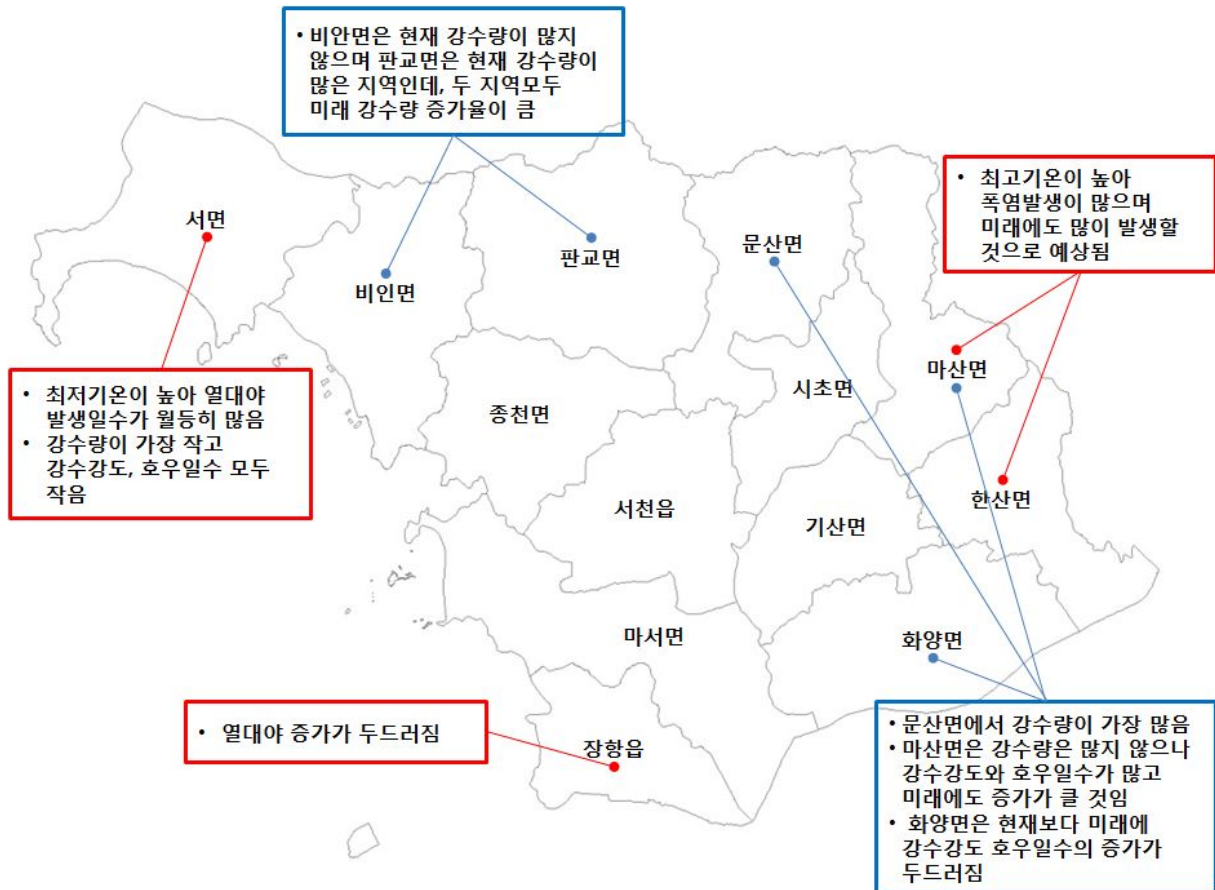 • 비안면은 현재 강수량이 많지
않으며 판교면은 현재 강수량이
많은 지역인데, 두 지역모두
미래 강수량 증가율이 큼
• 최고기온이 높아
폭염발생이 많으며
미래에도 많이 발생할
것으로 예상됨
서면
판교면
문산면
비인면
마산면
시초면
종천면
• 최저기온이 높아 열대야
발생일수가 월등히 많음
• 강수량이 가장 작고
강수강도, 호우일수 모두
작음
한산면
서천읍
기산면
마서면
화양면
• 열대야 증가가 두드러짐
장항읍
• 문산면에서 강수량이 가장 많음
• 마산면은 강수량은 많지 않으나
강수강도와 호우일수가 많고
미래에도 증가가 클 것임
• 화양면은 현재보다 미래에
강수강도 호우일수의 증가가
두드러짐